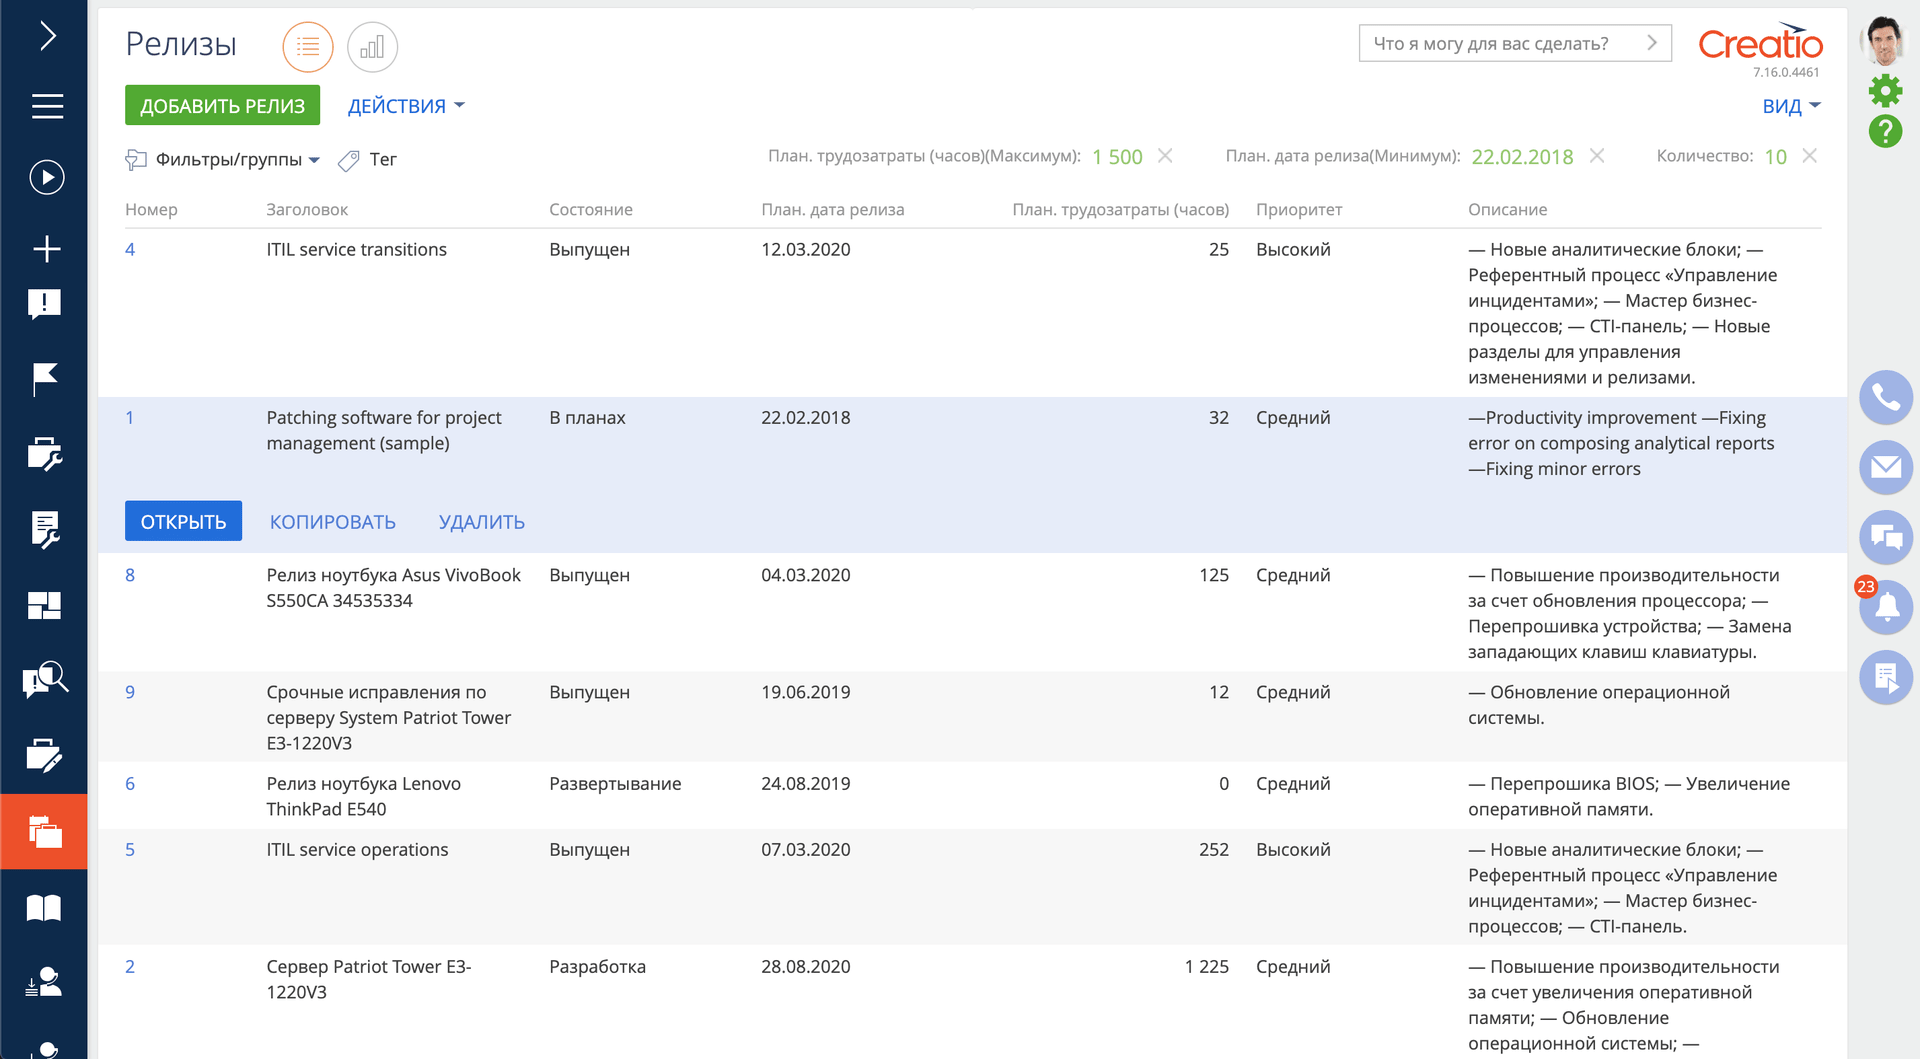 Релизы
Что я могу для вас сделать?
Creatio
7.16.0.4461
ДОБАВИТЬ РЕЛИЗ
ДЕЙСТВИЯ
ВИД
Фильтры/группы
Тег
План. трудозатраты (часов)(Максимум): 1 500
План. дата релиза(Минимум): 22.02.2018
Количество: 10
Номер
Заголовок
Состояние
План. дата релиза
План. трудозатраты (часов)
Приоритет
Описание
4
ITIL service transitions
Выпущен
12.03.2020
25
Высокий
— Новые аналитические блоки; —
Референтный процесс «Управление
инцидентами»; — Мастер бизнес-
процессов; — CTI-панель; — Новые
разделы для управления
изменениями и релизами.
1
Patching software for project
management (sample)
В планах
22.02.2018
32
Средний
—Productivity improvement —Fixing
error on composing analytical reports
—Fixing minor errors
ОТКРЫТЬ
КОПИРОВАТЬ
УДАЛИТЬ
8
Релиз ноутбука Asus VivoBook
S550CA 34535334
Выпущен
04.03.2020
125
Средний
— Повышение производительности
за счет обновления процессора; —
Перепрошивка устройства; — Замена
западающих клавиш клавиатуры.
23
9
Срочные исправления по
серверу System Patriot Tower
E3-1220V3
Выпущен
19.06.2019
12
Средний
— Обновление операционной
системы.
6
Релиз ноутбука Lenovo
ThinkPad E540
Развертывание
24.08.2019
0
Средний
— Перепрошика BIOS; — Увеличение
оперативной памяти.
5
ITIL service operations
Выпущен
07.03.2020
252
Высокий
— Новые аналитические блоки; —
Референтный процесс «Управление
инцидентами»; — Мастер бизнес-
процессов; — CTI-панель.
2
Сервер Patriot Tower E3-
1220V3
Разработка
28.08.2020
1 225
Средний
— Повышение производительности
за счет увеличения оперативной
памяти; — Обновление
операционной системы; —